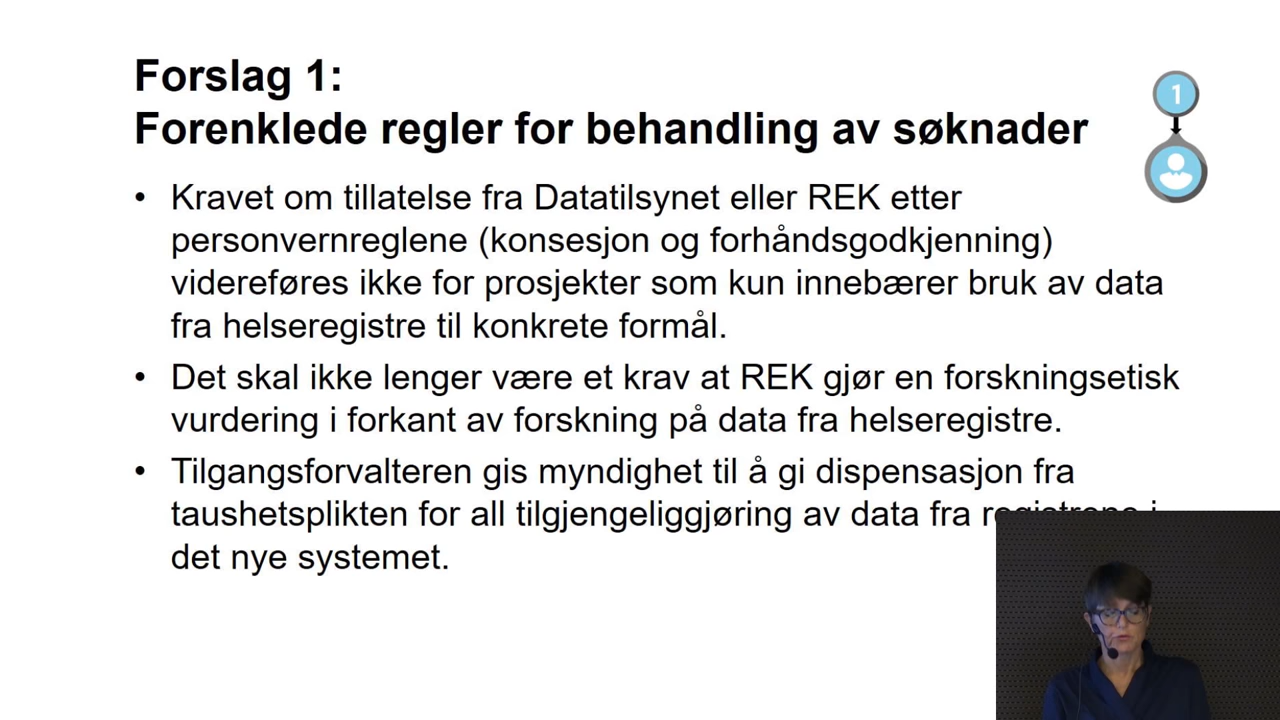 Forslag 1:
Forenklede regler for behandling av søknader
1
• Kravet om tillatelse fra Datatilsynet eller REK etter
personvernreglene (konsesjon og forhåndsgodkjenning)
videreføres ikke for prosjekter som kun innebærer bruk av data
fra helseregistre til konkrete formål.
• Det skal ikke lenger være et krav at REK gjør en forskningsetisk
vurdering i forkant av forskning på data fra helseregistre.
• Tilgangsforvalteren gis myndighet til å gi dispensasjon fra
taushetsplikten for all tilgjengeliggjøring av data fra registrene i
det nye systemet.